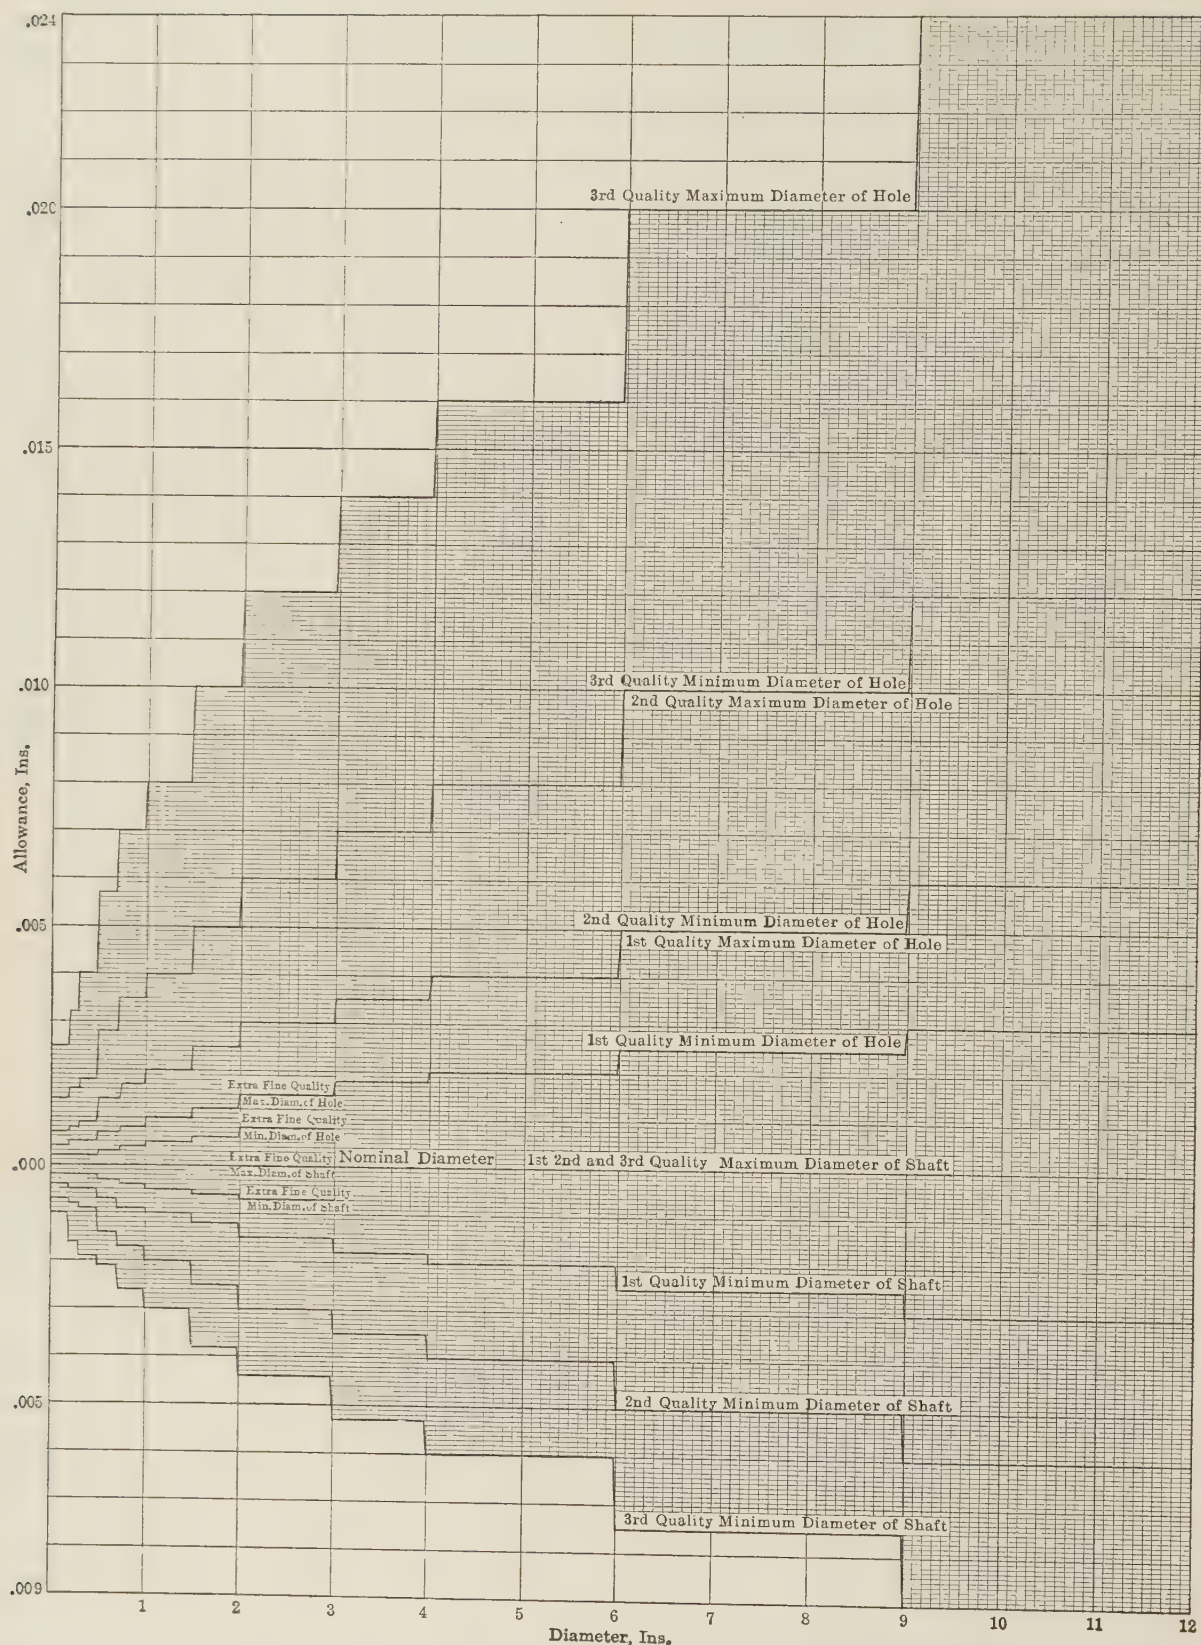 .024
3rd Quality Maximum Diameter of Hole
.020
.015
.010
3rd Quality Minimum Diameter of Hole
2nd Quality Maximum Diameter of Hole
Allowance, Ins.
.005
2nd Quality Minimum Diameter of Hole
1st Quality Maximum Diameter of Hole
1st Quality Minimum Diameter of Hole
Extra Fine Quality
Max.Diam.of Hole
Extra Fine Quality
Min.Diam.of Hole
.000
Extra Fine Quality
Nominal Diameter
1st 2nd and 3rd Quality Maximum Diameter of Shaft
Max.Diam.of Shaft
Extra Fine Quality
Min.Diam.of Shaft
1st Quality Minimum Diameter of Shaft
.005
2nd Quality Minimum Diameter of Shaft
3rd Quality Minimum Diameter of Shaft
.009
1 2 3 4 5 6 7 8 9 10 11 12
Diameter, Ins.